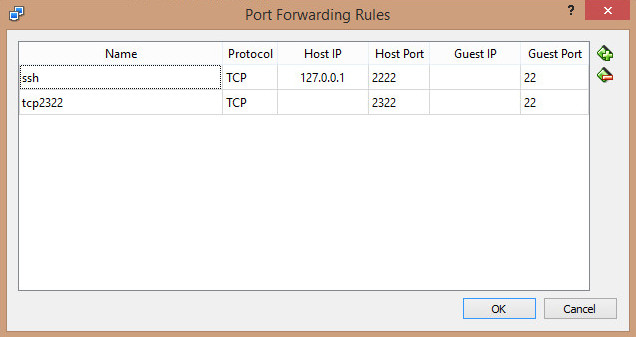 Port Forwarding Rules
? ×
Name Protocol Host IP Host Port Guest IP Guest Port
ssh TCP 127.0.0.1 2222 22
tcp2322 TCP 2322 22
OK Cancel